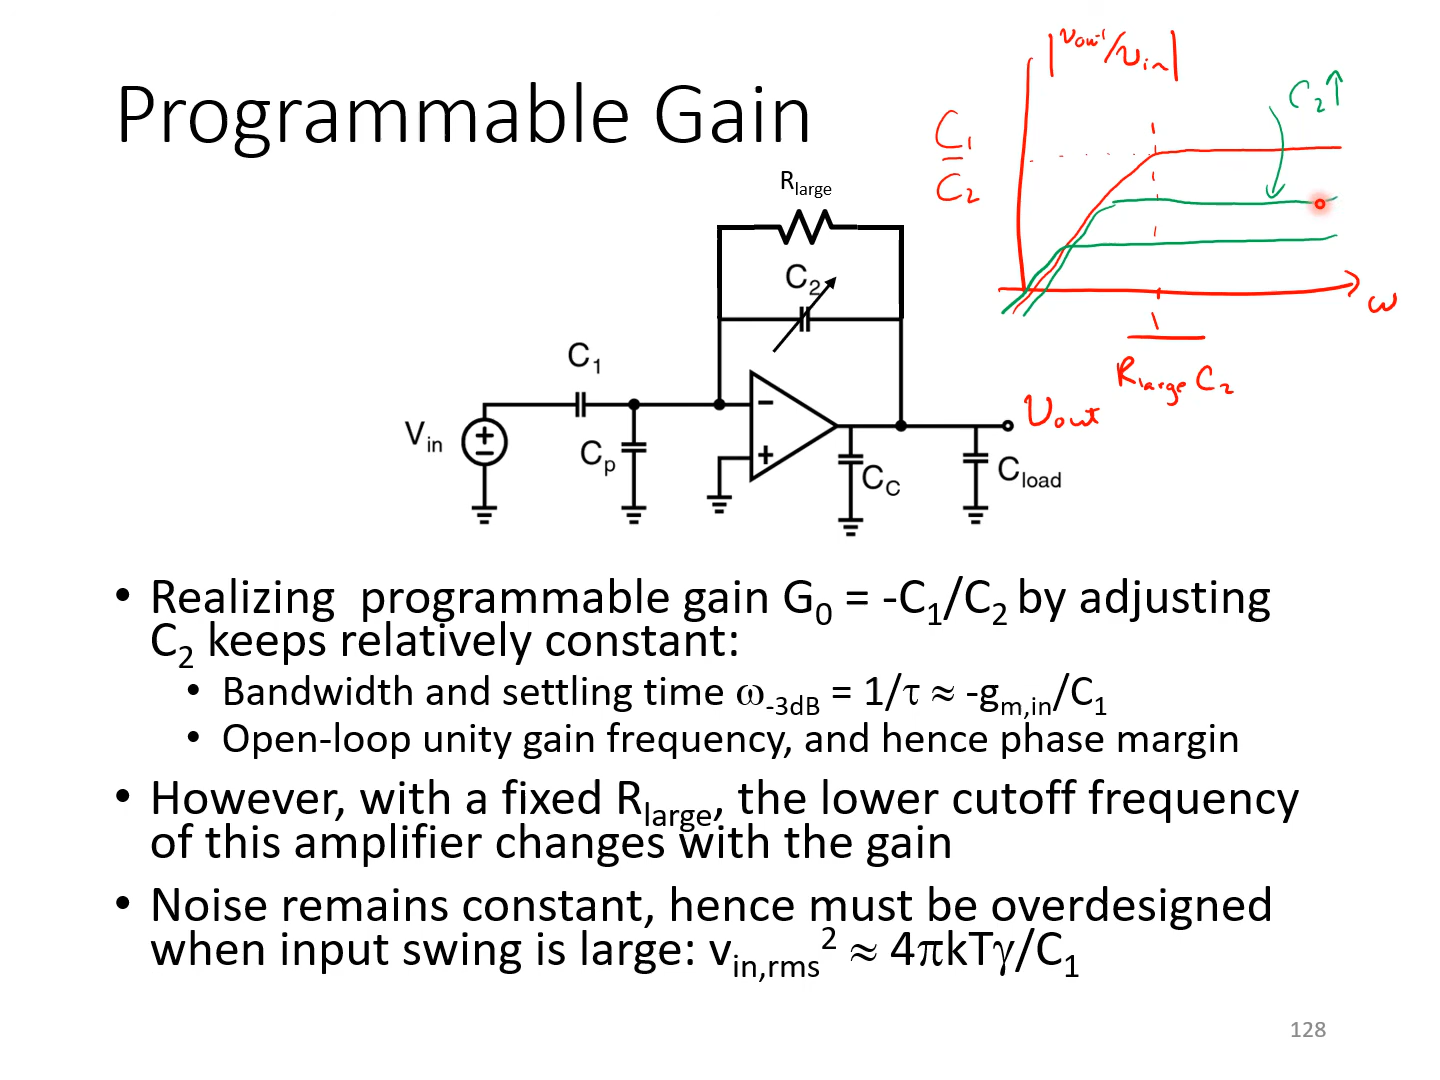 Programmable Gain
|vout/vin|
C2↑
C1
C2
ω
Rlarge C2
Rlarge
C2
C1
Vin
Cp
−
+
CC
Vout
Cload
• Realizing programmable gain G0 = -C1/C2 by adjusting
C2 keeps relatively constant:
• Bandwidth and settling time ω-3dB = 1/τ ≈ -gm,in/C1
• Open-loop unity gain frequency, and hence phase margin
• However, with a fixed Rlarge, the lower cutoff frequency
of this amplifier changes with the gain
• Noise remains constant, hence must be overdesigned
when input swing is large: vin,rms2 ≈ 4πkTγ/C1
128